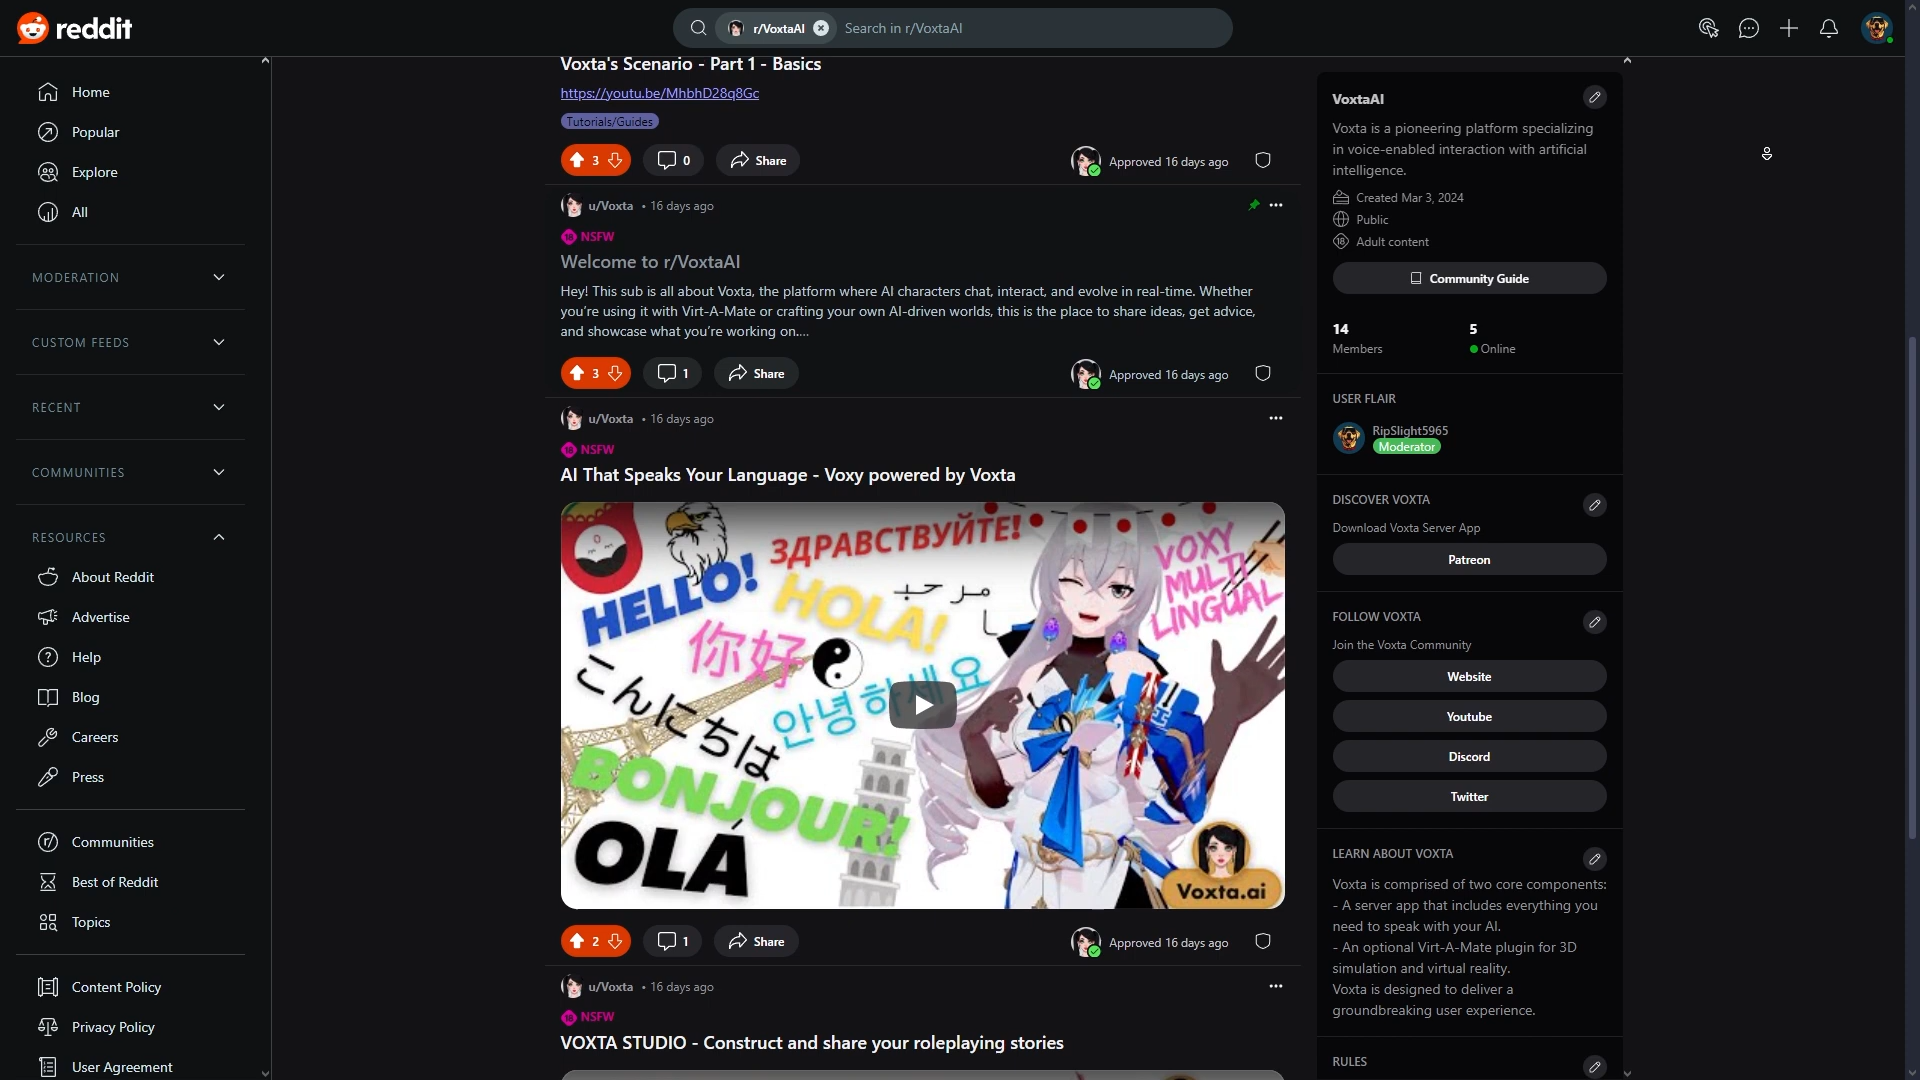 reddit
r/VoxtaAI
Search in r/VoxtaAI
Home
Popular
Explore
All
MODERATION
CUSTOM FEEDS
RECENT
COMMUNITIES
RESOURCES
About Reddit
Advertise
Help
Blog
Careers
Press
Communities
Best of Reddit
Topics
Content Policy
Privacy Policy
User Agreement
Voxta's Scenario - Part 1 - Basics
https://youtu.be/MhbhD28q8Gc
Tutorials/Guides
3
0
Share
Approved 16 days ago
u/Voxta • 16 days ago
18 NSFW
Welcome to r/VoxtaAI
Hey! This sub is all about Voxta, the platform where AI characters chat, interact, and evolve in real-time. Whether
you're using it with Virt-A-Mate or crafting your own AI-driven worlds, this is the place to share ideas, get advice,
and showcase what you're working on....
3
1
Share
Approved 16 days ago
u/Voxta • 16 days ago
18 NSFW
AI That Speaks Your Language - Voxy powered by Voxta
ЗДРАВСТВУЙТЕ!
HELLO!
HOLA!
مرحبا
VOXY
MULTI
LINGUAL
你好
こんにちは
안녕하세요
BONJOUR!
OLÁ
Voxta.ai
2
1
Share
Approved 16 days ago
u/Voxta • 16 days ago
18 NSFW
VOXTA STUDIO - Construct and share your roleplaying stories
VoxtaAI
Voxta is a pioneering platform specializing
in voice-enabled interaction with artificial
intelligence.
Created Mar 3, 2024
Public
18 Adult content
Community Guide
14
Members
5
Online
USER FLAIR
RipSlight5965
Moderator
DISCOVER VOXTA
Download Voxta Server App
Patreon
FOLLOW VOXTA
Join the Voxta Community
Website
Youtube
Discord
Twitter
LEARN ABOUT VOXTA
Voxta is comprised of two core components:
- A server app that includes everything you
need to speak with your AI.
- An optional Virt-A-Mate plugin for 3D
simulation and virtual reality.
Voxta is designed to deliver a
groundbreaking user experience.
RULES